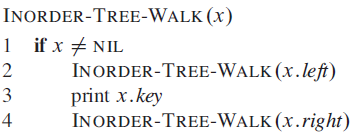 INORDER-TREE-WALK(x)
1 if x ≠ NIL
2 INORDER-TREE-WALK(x.left)
3 print x.key
4 INORDER-TREE-WALK(x.right)